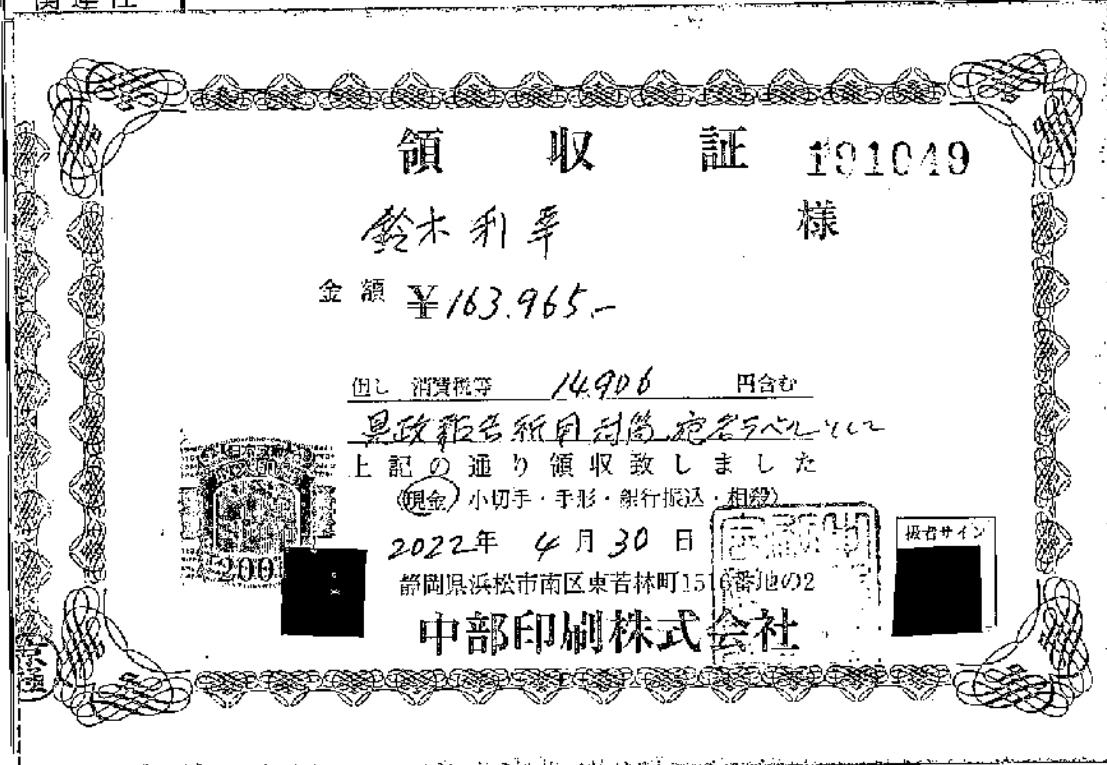 関連性
領収証 191049
鈴木利幸 様
金額 ¥163.965.-
但し 消費税等 14,906 円含む
県政報告紙用封筒、宛名ラベルとして
上記の通り領収致しました
(現金)小切手・手形・銀行振込・相殺)
2022年 4月30日
扱者サイン
200
静岡県浜松市南区東若林町1516番地の2
中部印刷株式会社